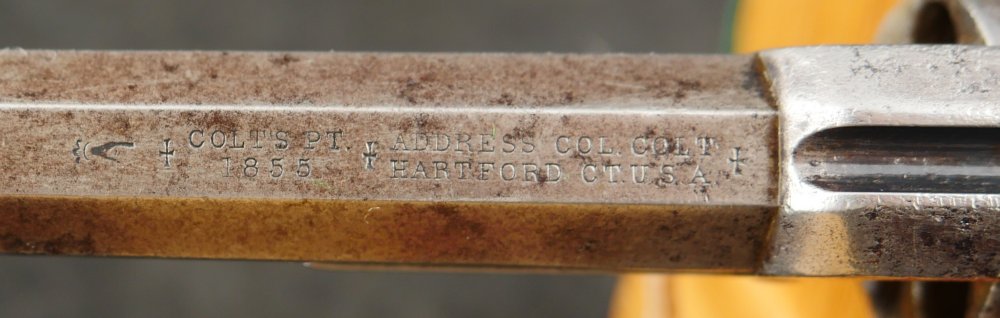 COLT'S PT.
1855
ADDRESS COL. COLT
HARTFORD CT. U.S.A.